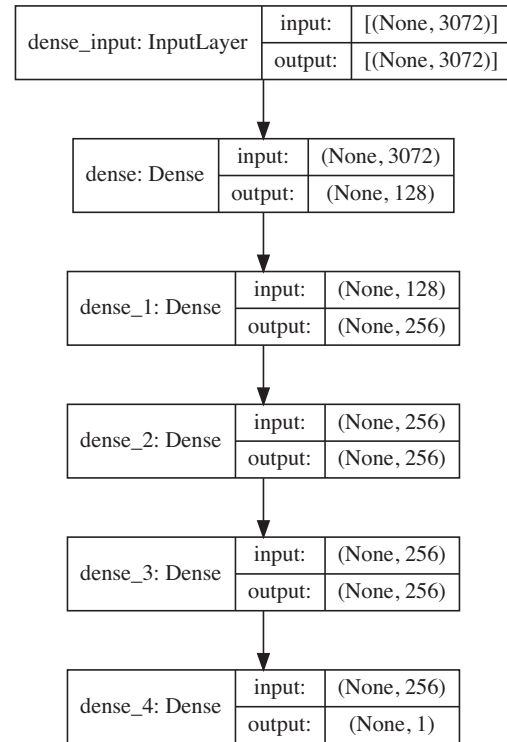 dense_input: InputLayer
input: [(None, 3072)]
output: [(None, 3072)]
dense: Dense
input: (None, 3072)
output: (None, 128)
dense_1: Dense
input: (None, 128)
output: (None, 256)
dense_2: Dense
input: (None, 256)
output: (None, 256)
dense_3: Dense
input: (None, 256)
output: (None, 256)
dense_4: Dense
input: (None, 256)
output: (None, 1)